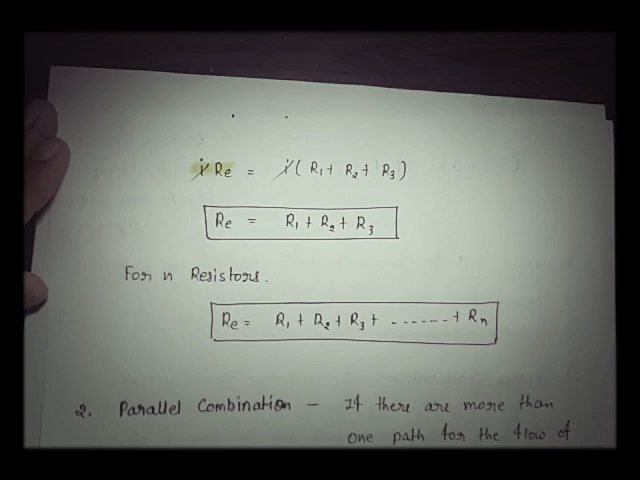 i Re = i ( R1 + R2 + R3 )
Re = R1 + R2 + R3
For n Resistors.
Re = R1 + R2 + R3 + ------- + Rn
2. Parallel Combination - If there are more than
one path for the flow of